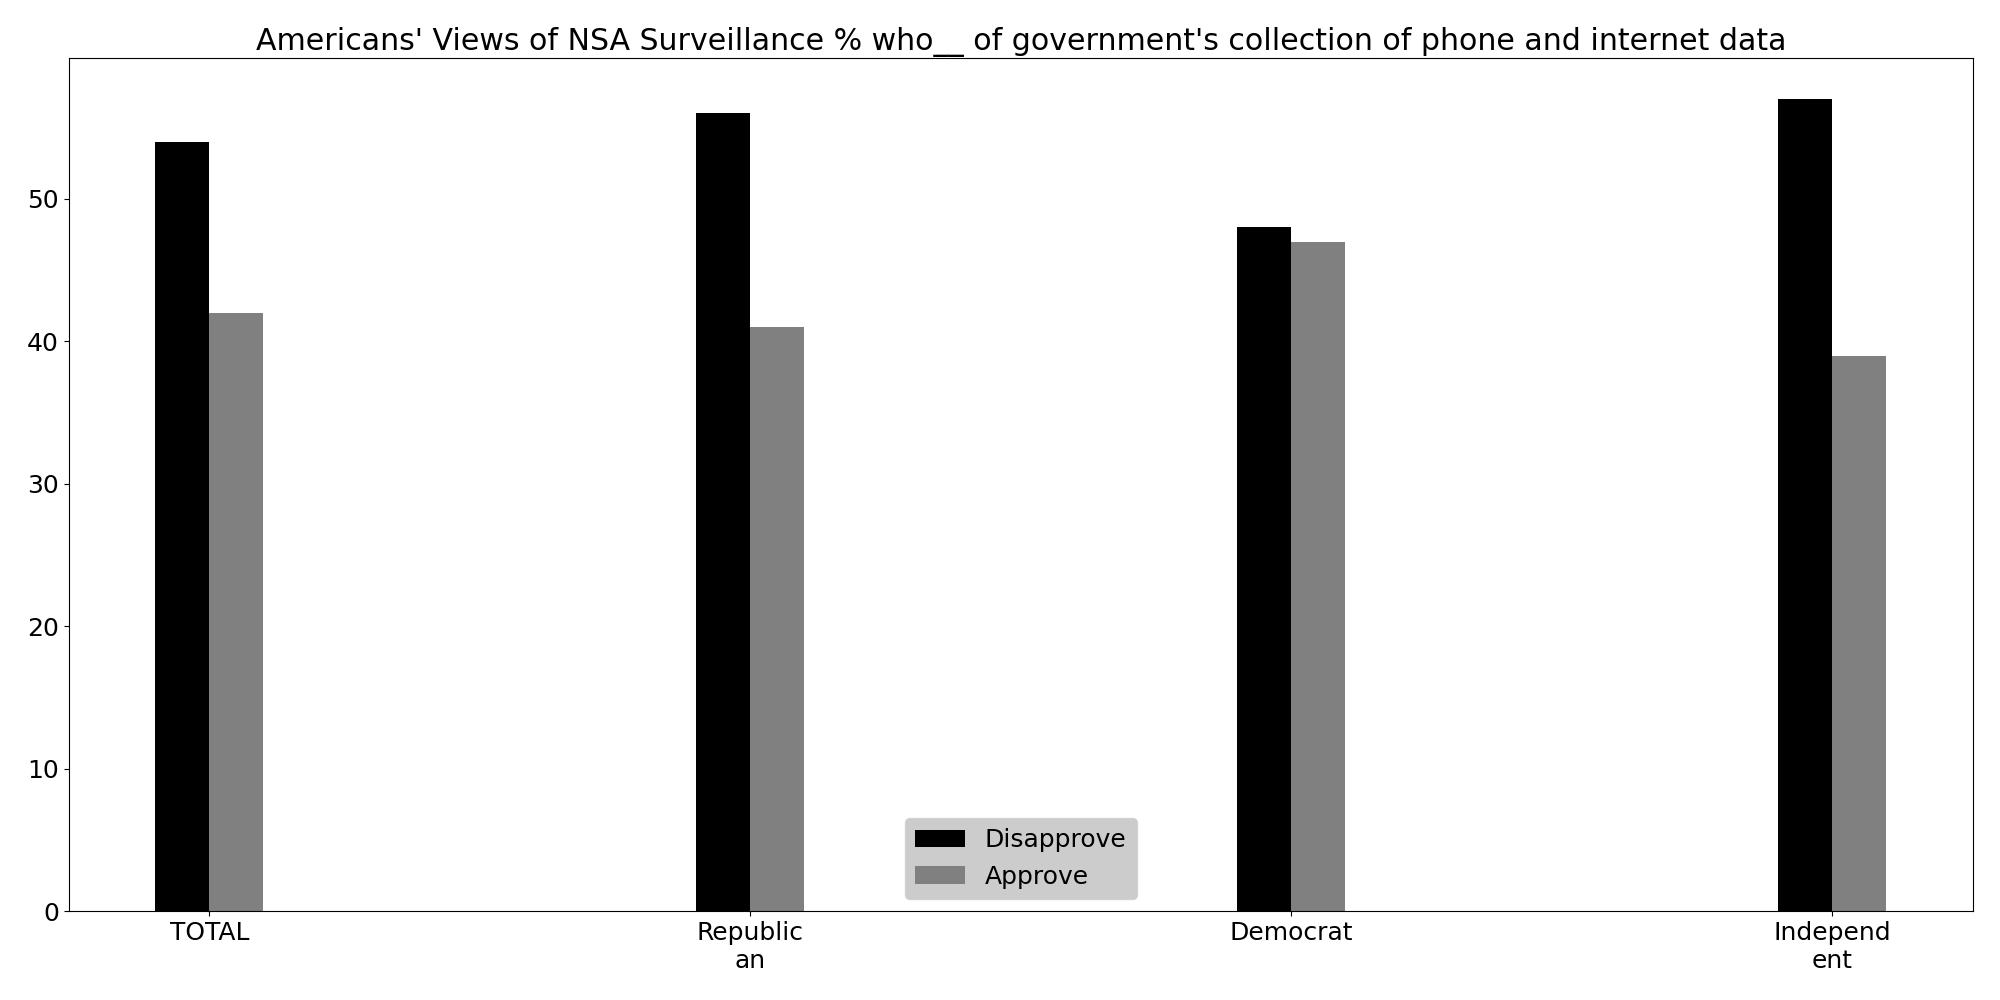 Americans' Views of NSA Surveillance % who__ of government's collection of phone and internet data
50
40
30
20
10
0
Disapprove
Approve
TOTAL
Republic
an
Democrat
Independ
ent